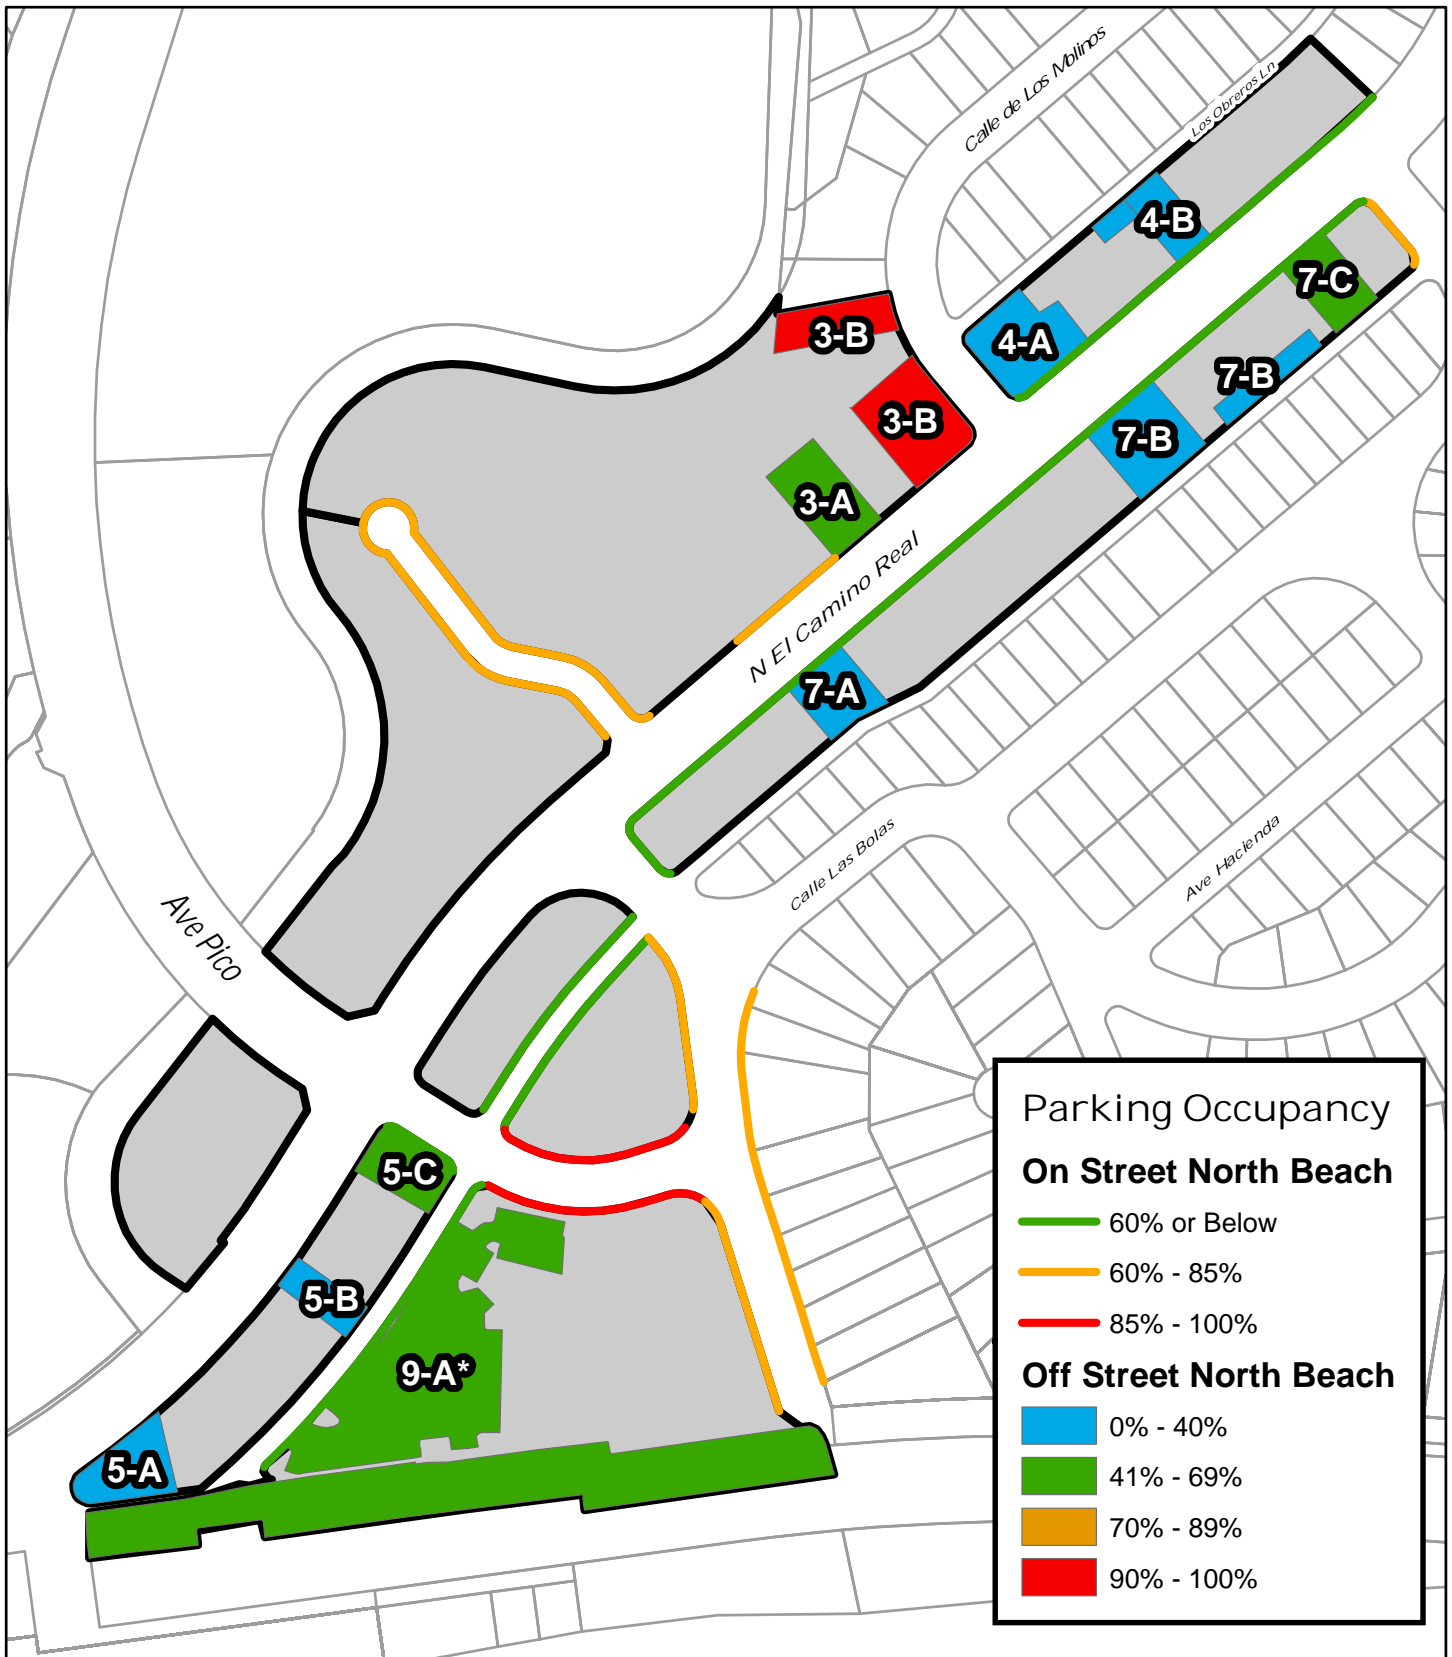 Calle de Los Molinos
Los Obreros Ln
4-B
7-C
3-B
4-A
7-B
3-B
7-B
3-A
N El Camino Real
7-A
Calle Las Bolas
Ave Hacienda
Ave Pico
5-C
5-B
9-A*
5-A
Parking Occupancy
On Street North Beach
60% or Below
60% - 85%
85% - 100%
Off Street North Beach
0% - 40%
41% - 69%
70% - 89%
90% - 100%